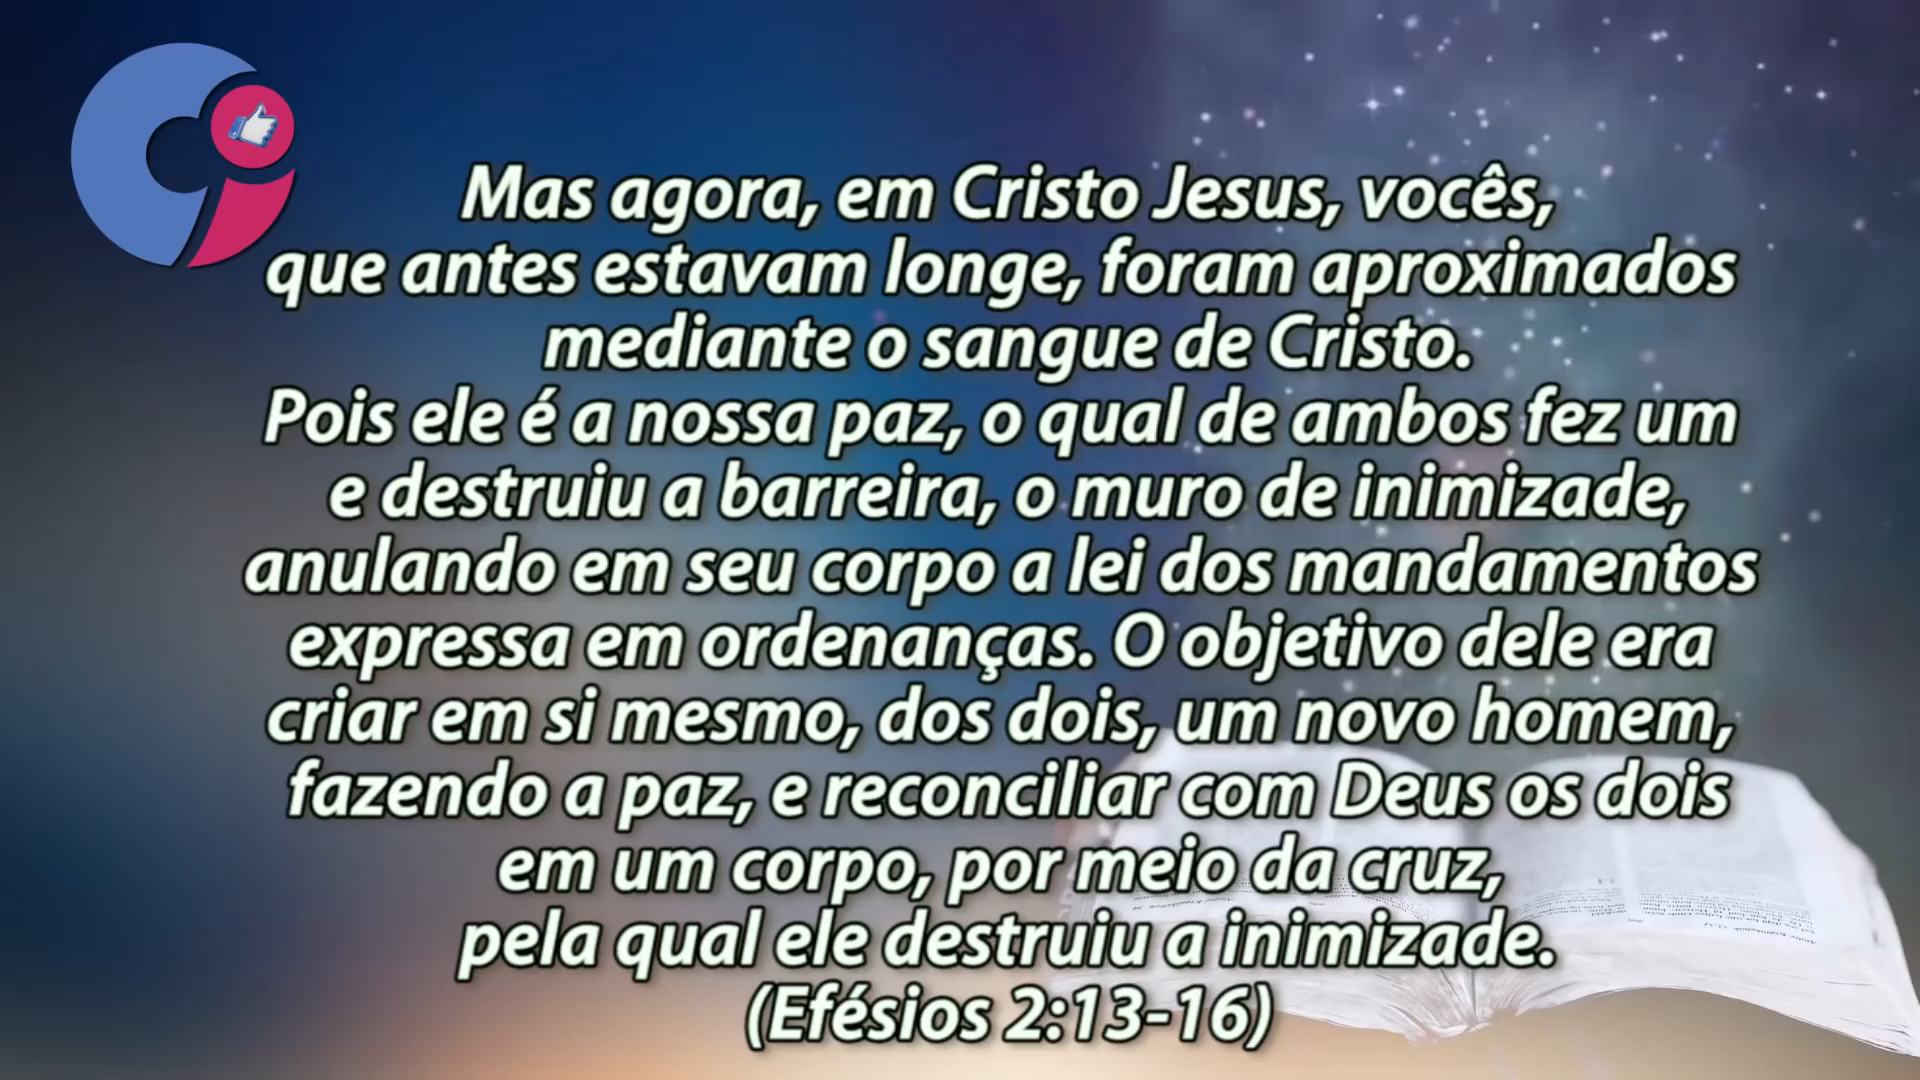 Mas agora, em Cristo Jesus, vocês,
que antes estavam longe, foram aproximados
mediante o sangue de Cristo.
Pois ele é a nossa paz, o qual de ambos fez um
e destruiu a barreira, o muro de inimizade,
anulando em seu corpo a lei dos mandamentos
expressa em ordenanças. O objetivo dele era
criar em si mesmo, dos dois, um novo homem,
fazendo a paz, e reconciliar com Deus os dois
em um corpo, por meio da cruz,
pela qual ele destruiu a inimizade.
(Efésios 2:13-16)